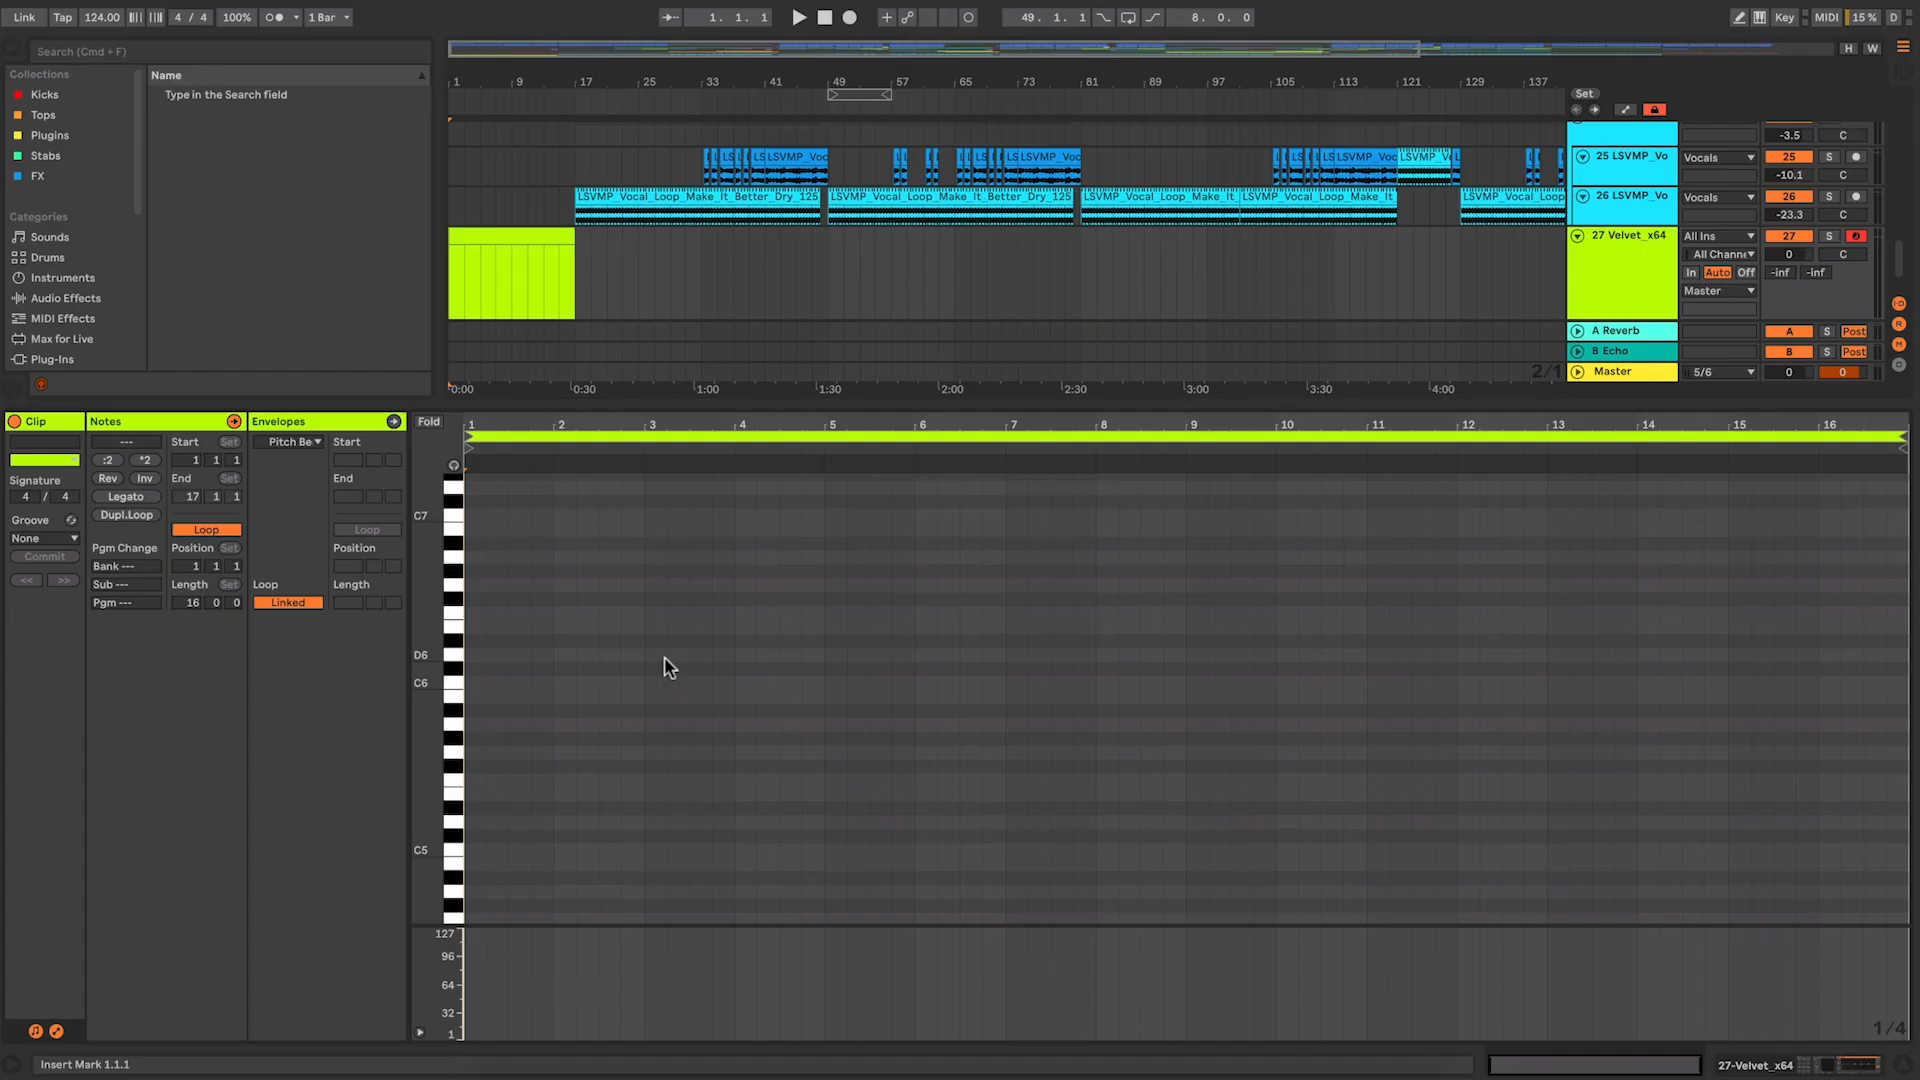 Link Tap 124.00 4 / 4 100% 1 Bar 1. 1. 1 49. 1. 1 8. 0. 0 Key MIDI 15 % D
Search (Cmd + F)
H W
Collections
Name
Kicks
Type in the Search field
Tops
Plugins
Stabs
FX
Categories
Sounds
Drums
Instruments
Audio Effects
MIDI Effects
Max for Live
Plug-Ins
1 9 17 25 33 41 49 57 65 73 81 89 97 105 113 121 129 137
Set
-3.5 C
LS LSVMP_Voc LS LS LSVMP_Voc LS LSVMP_Voc LSVMP_Vo
25 LSVMP_Vo Vocals 25 S
-10.1 C
LSVMP_Vocal_Loop_Make_It_Better_Dry_125 LSVMP_Vocal_Loop_Make_It_Better_Dry_125 LSVMP_Vocal_Loop_Make_It LSVMP_Vocal_Loop_Make_It LSVMP_Vocal_Loop
26 LSVMP_Vo Vocals 26 S
-23.3 C
27 Velvet_x64 All Ins 27 S
All Channe 0 C
In Auto Off -inf -inf
Master
A Reverb A S Post
B Echo B S Post
2/1 Master 5/6 0 0
0:00 0:30 1:00 1:30 2:00 2:30 3:00 3:30 4:00
Clip Notes Envelopes Fold
1 2 3 4 5 6 7 8 9 10 11 12 13 14 15 16
--- Start Set Pitch Be Start
:2 *2 1 1 1
Signature Rev Inv End Set End
4 / 4 Legato 17 1 1
Groove Dupl.Loop
None Loop Loop
Commit Pgm Change Position Set Position
<< >> Bank --- 1 1 1
Sub --- Length Set Loop Length
Pgm --- 16 0 0 Linked
C7
D6
C6
C5
127
96
64
32
1
1/4
Insert Mark 1.1.1
27-Velvet_x64